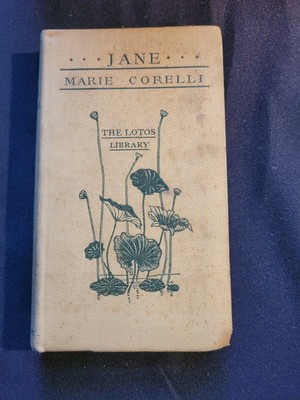 ···JANE···
MARIE CORELLI
THE LOTOS
LIBRARY